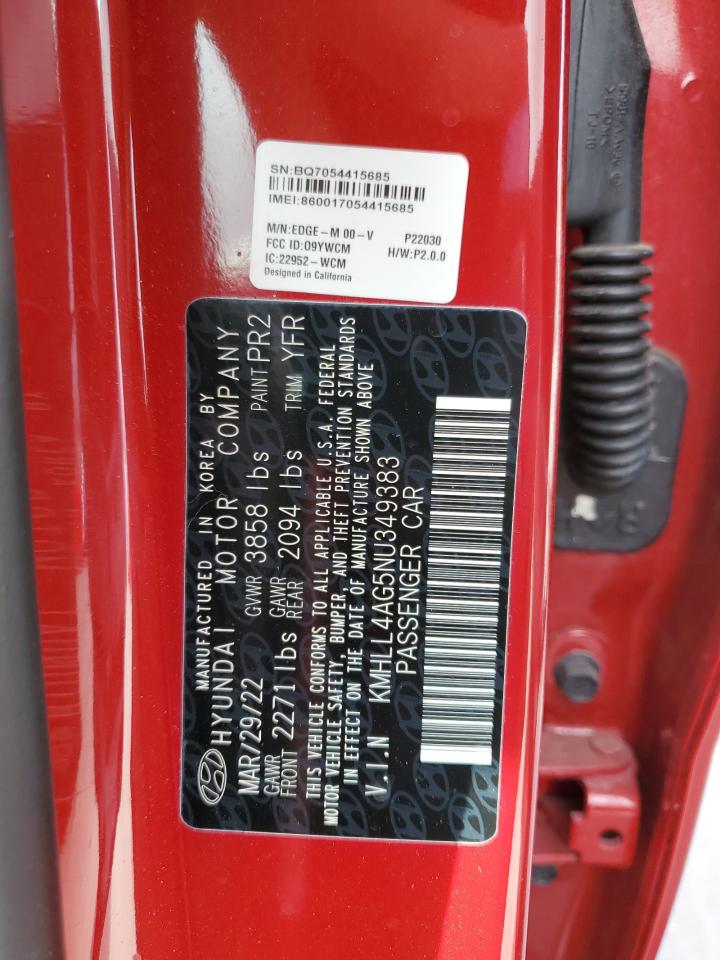 SN:BQ7054415685
IMEI:860017054415685
M/N:EDGE-M 00-V P22030
FCC ID:O9YWCM H/W:P2.0.0
IC:22952-WCM
Designed in California
MANUFACTURED IN KOREA BY
HYUNDAI MOTOR COMPANY
MAR/29/22 GVWR 3858 lbs PAINT PR2
GAWR FRONT 2271 lbs GAWR REAR 2094 lbs TRIM YFR
THIS VEHICLE CONFORMS TO ALL APPLICABLE U.S.A. FEDERAL
MOTOR VEHICLE SAFETY, BUMPER, AND THEFT PREVENTION STANDARDS
IN EFFECT ON THE DATE OF MANUFACTURE SHOWN ABOVE
V.I.N KMHLL4AG5NU349383
PASSENGER CAR